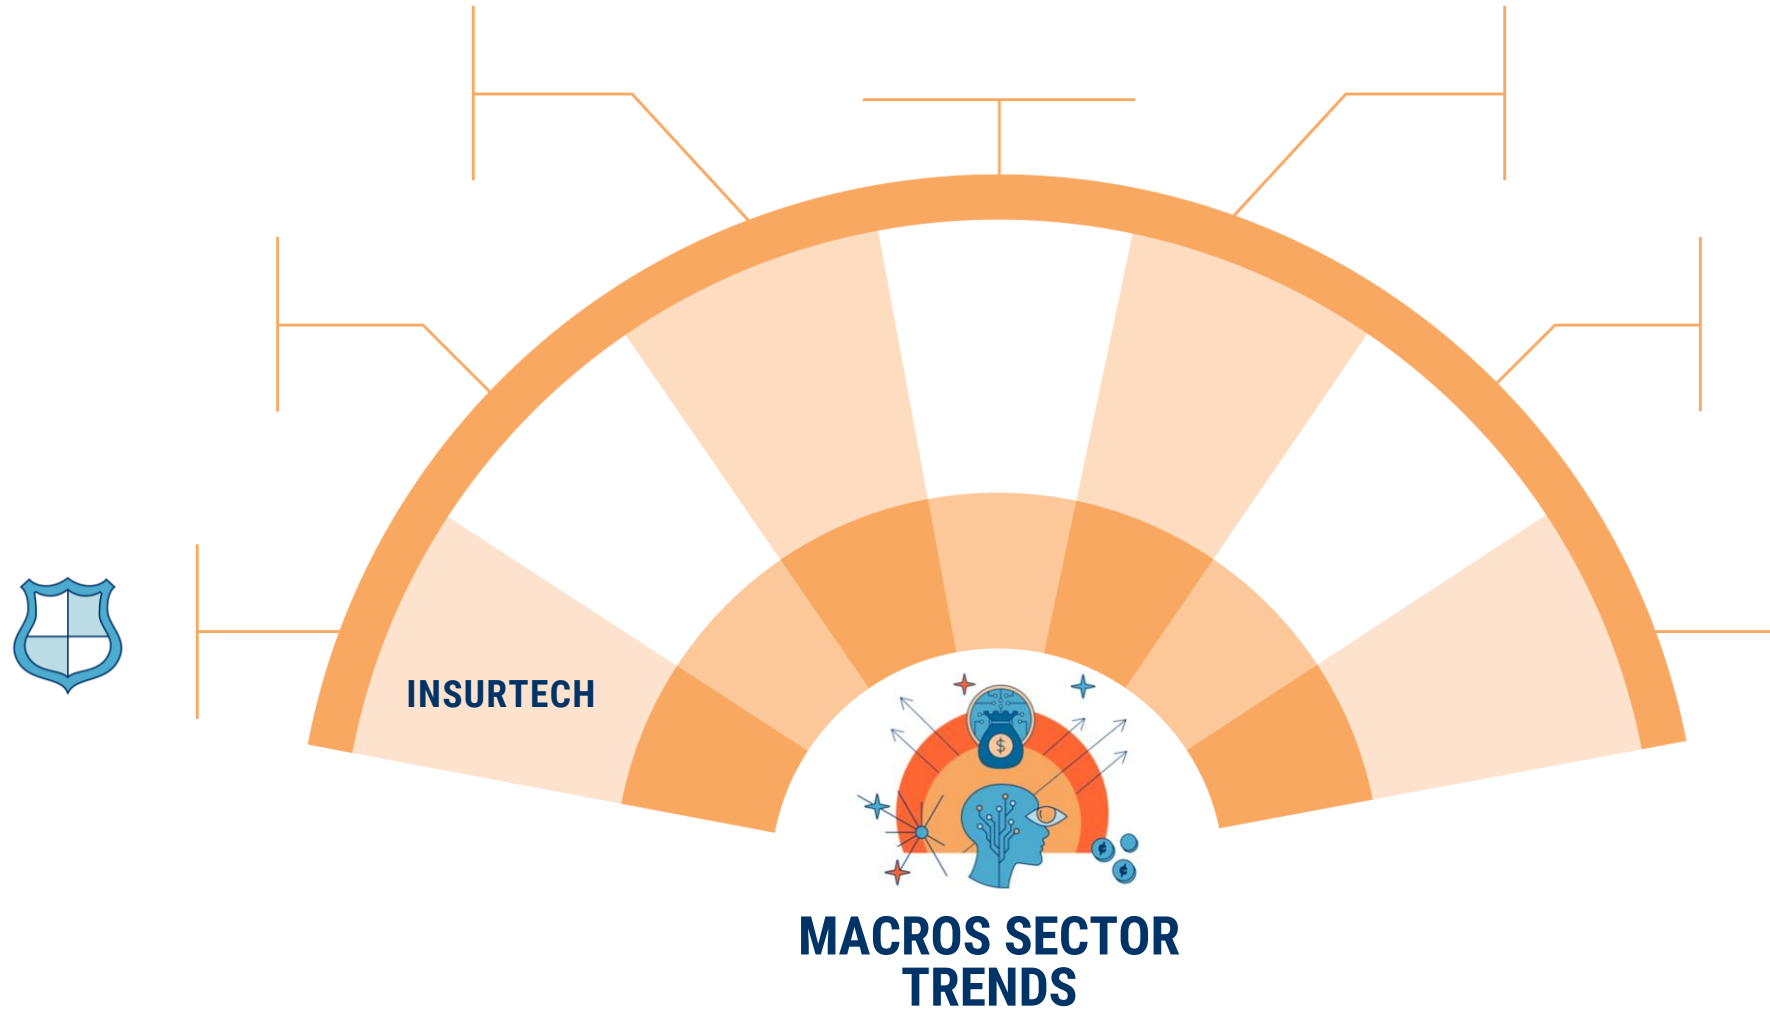 INSURTECH
$
¢
¢
MACROS SECTOR
TRENDS